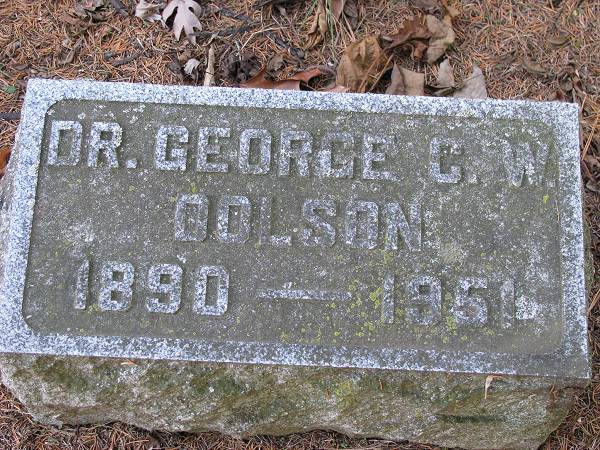 DR. GEORGE C. W.
DOLSON
1890 — 1951